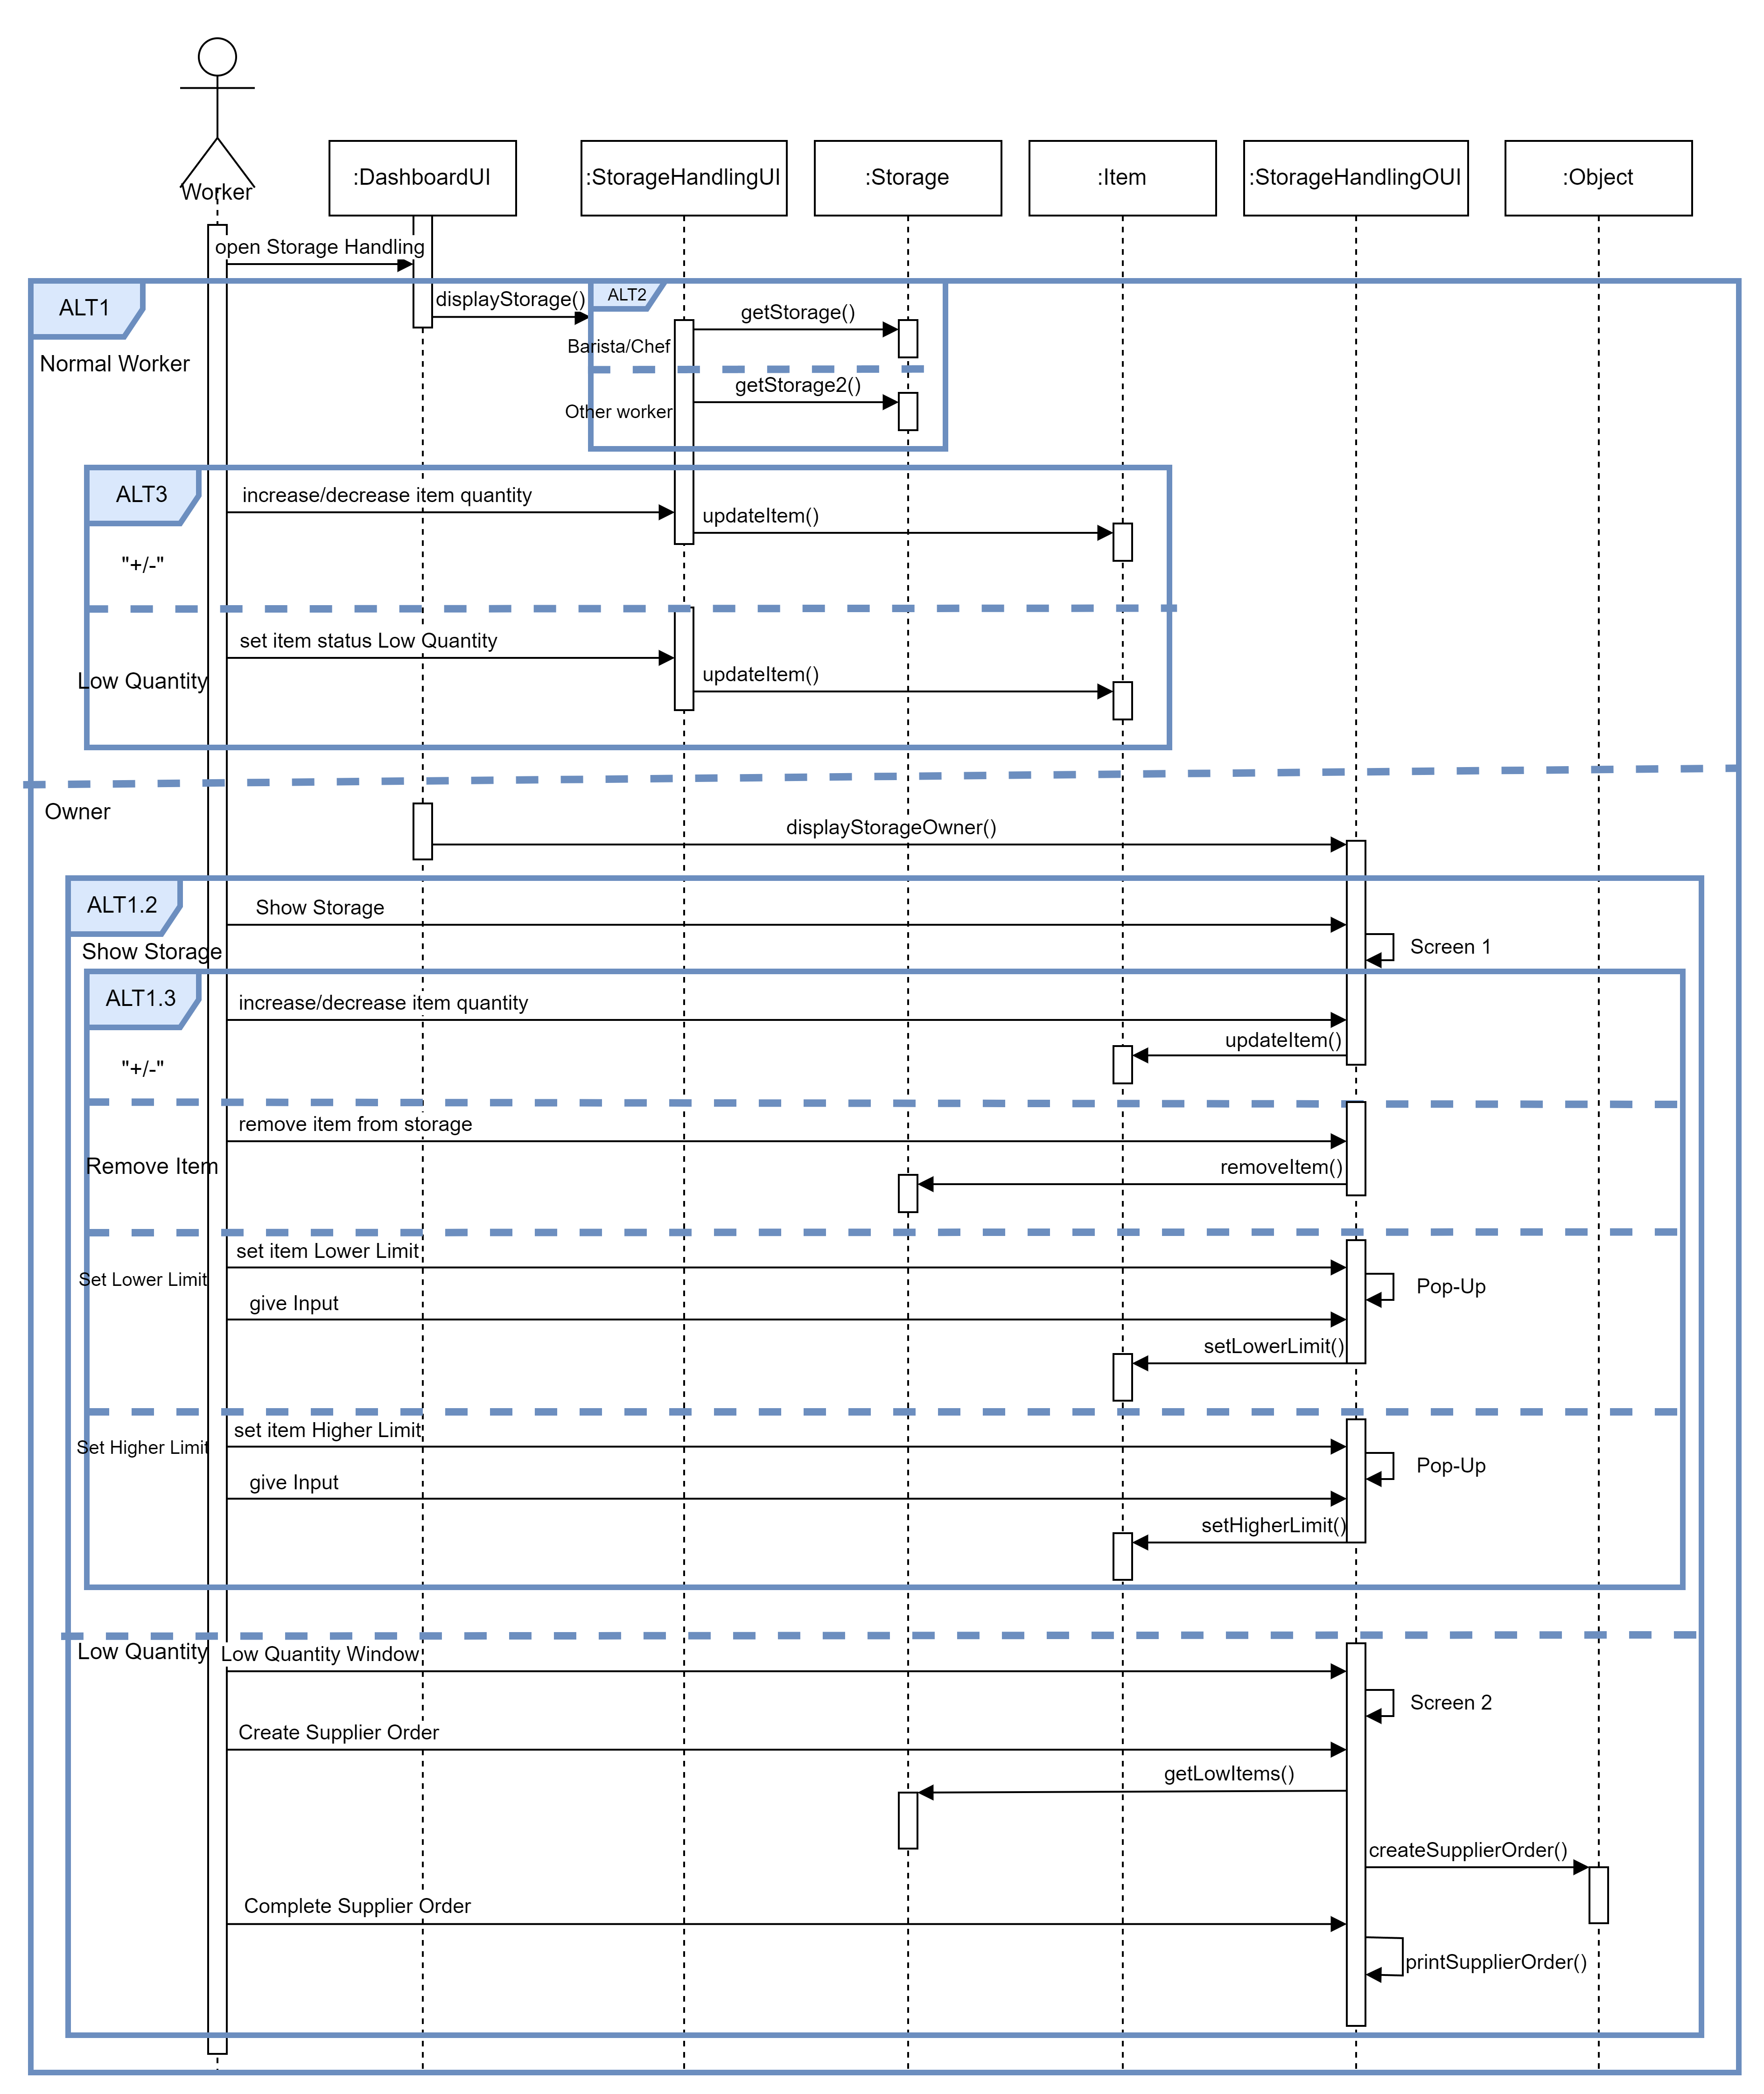 Worker
:DashboardUI
:StorageHandlingUI
:Storage
:Item
:StorageHandlingOUI
:Object
open Storage Handling
ALT1
Normal Worker
displayStorage()
ALT2
getStorage()
Barista/Chef
getStorage2()
Other worker
ALT3
increase/decrease item quantity
updateItem()
"+/-"
set item status Low Quantity
updateItem()
Low Quantity
Owner
displayStorageOwner()
ALT1.2
Show Storage
Show Storage
Screen 1
ALT1.3
increase/decrease item quantity
updateItem()
"+/-"
remove item from storage
Remove Item
removeItem()
set item Lower Limit
Set Lower Limit
Pop-Up
give Input
setLowerLimit()
set item Higher Limit
Set Higher Limit
Pop-Up
give Input
setHigherLimit()
Low Quantity
Low Quantity Window
Screen 2
Create Supplier Order
getLowItems()
createSupplierOrder()
Complete Supplier Order
printSupplierOrder()